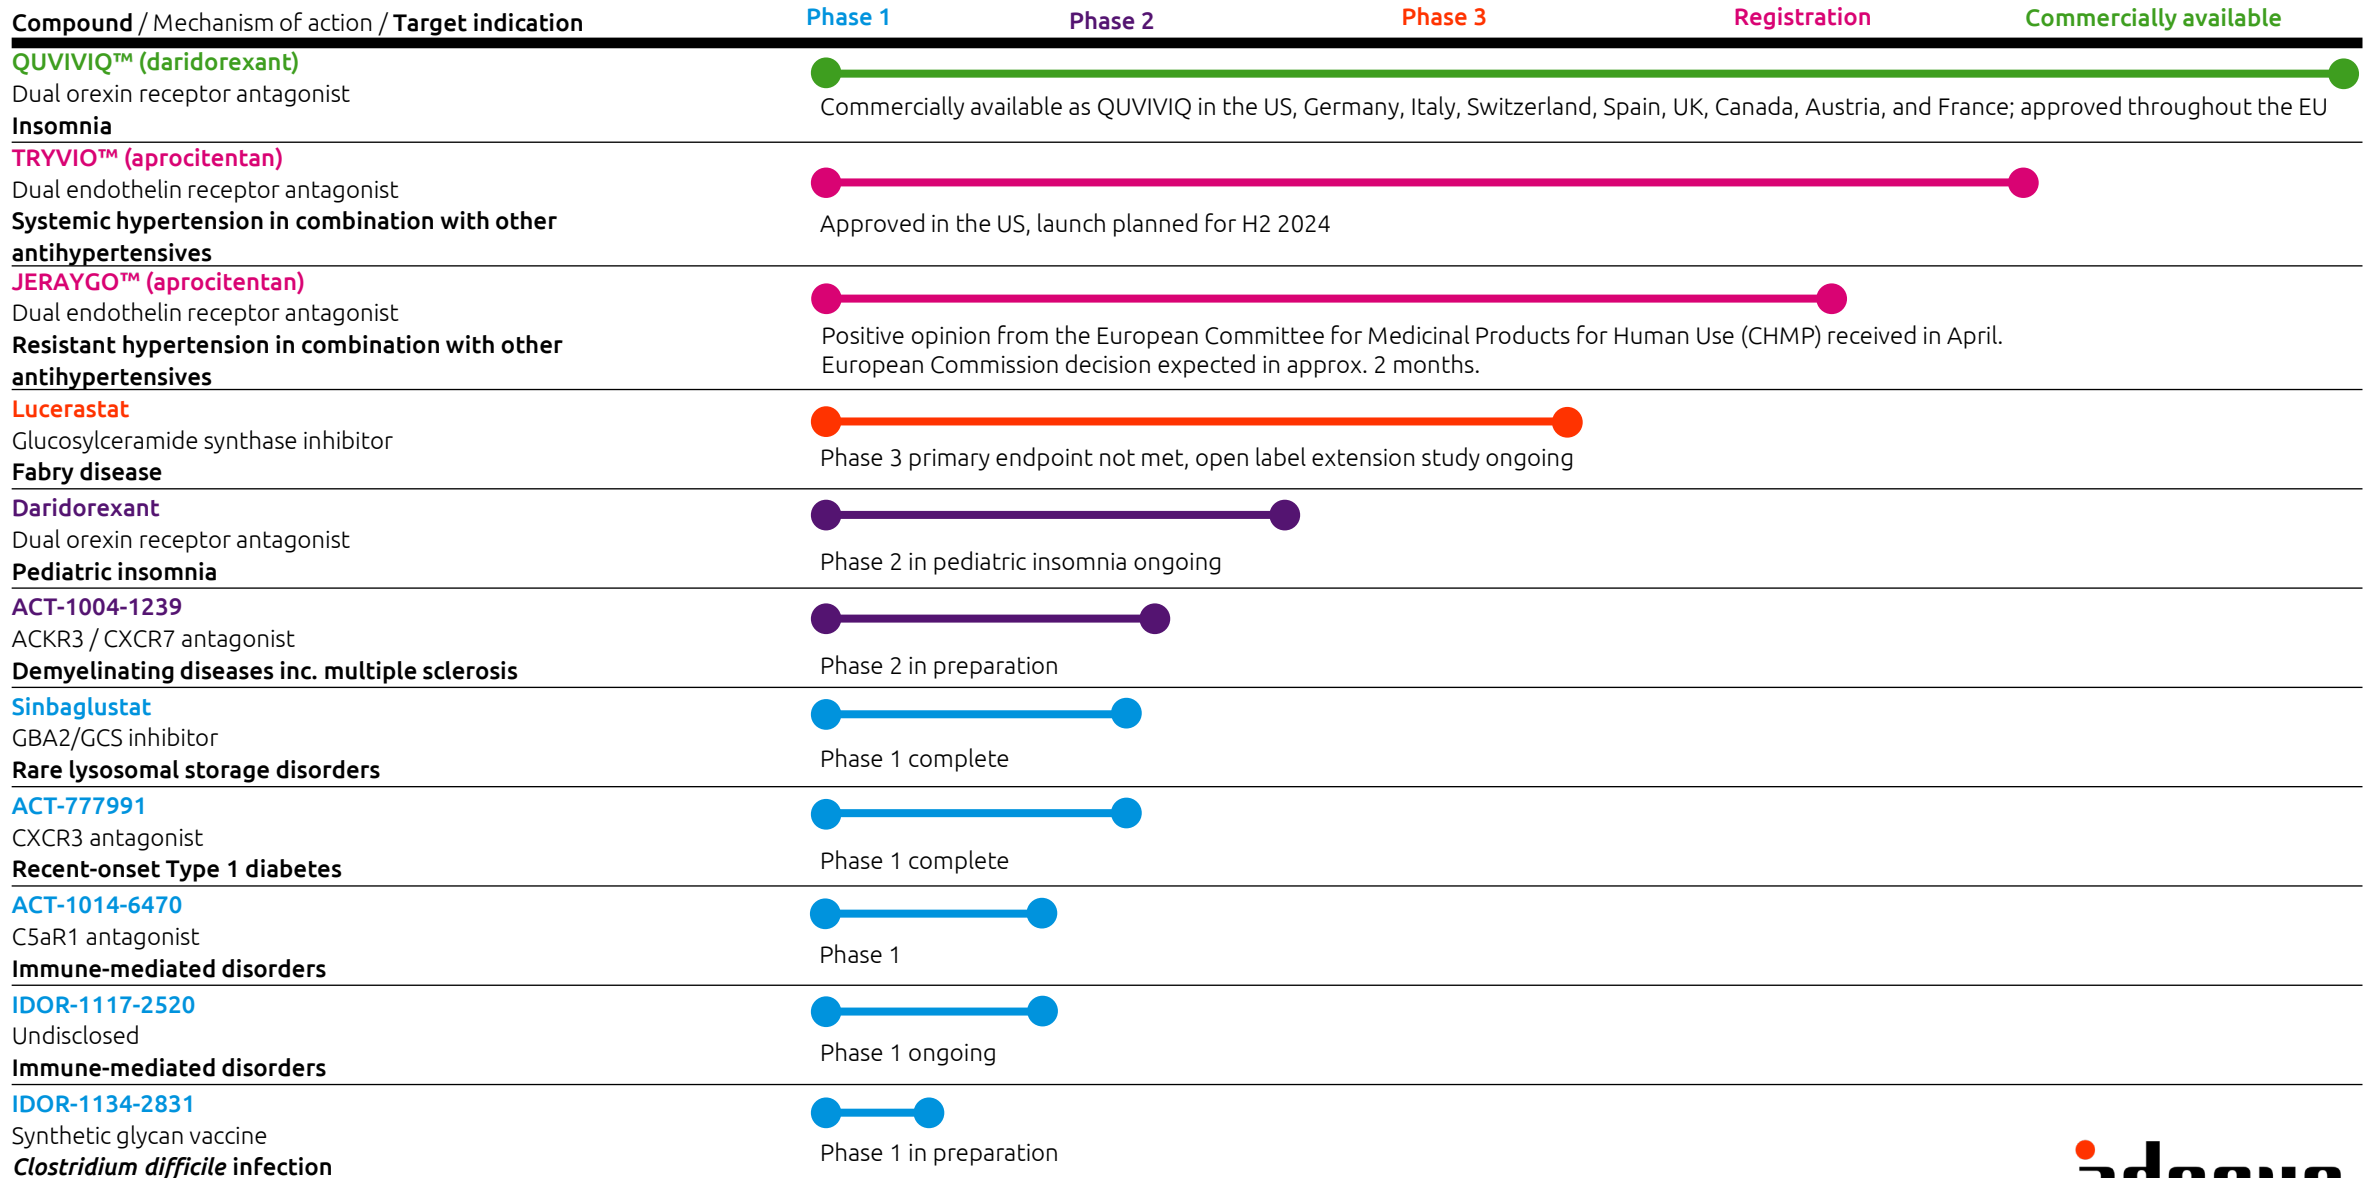 Compound / Mechanism of action / Target indication
Phase 1
Phase 2
Phase 3
Registration
Commercially available
QUVIVIQ™ (daridorexant)
Dual orexin receptor antagonist
Insomnia
Commercially available as QUVIVIQ in the US, Germany, Italy, Switzerland, Spain, UK, Canada, Austria, and France; approved throughout the EU
TRYVIO™ (aprocitentan)
Dual endothelin receptor antagonist
Systemic hypertension in combination with other
antihypertensives
Approved in the US, launch planned for H2 2024
JERAYGO™ (aprocitentan)
Dual endothelin receptor antagonist
Resistant hypertension in combination with other
antihypertensives
Positive opinion from the European Committee for Medicinal Products for Human Use (CHMP) received in April.
European Commission decision expected in approx. 2 months.
Lucerastat
Glucosylceramide synthase inhibitor
Fabry disease
Phase 3 primary endpoint not met, open label extension study ongoing
Daridorexant
Dual orexin receptor antagonist
Pediatric insomnia
Phase 2 in pediatric insomnia ongoing
ACT-1004-1239
ACKR3 / CXCR7 antagonist
Demyelinating diseases inc. multiple sclerosis
Phase 2 in preparation
Sinbaglustat
GBA2/GCS inhibitor
Rare lysosomal storage disorders
Phase 1 complete
ACT-777991
CXCR3 antagonist
Recent-onset Type 1 diabetes
Phase 1 complete
ACT-1014-6470
C5aR1 antagonist
Immune-mediated disorders
Phase 1
IDOR-1117-2520
Undisclosed
Immune-mediated disorders
Phase 1 ongoing
IDOR-1134-2831
Synthetic glycan vaccine
Clostridium difficile infection
Phase 1 in preparation